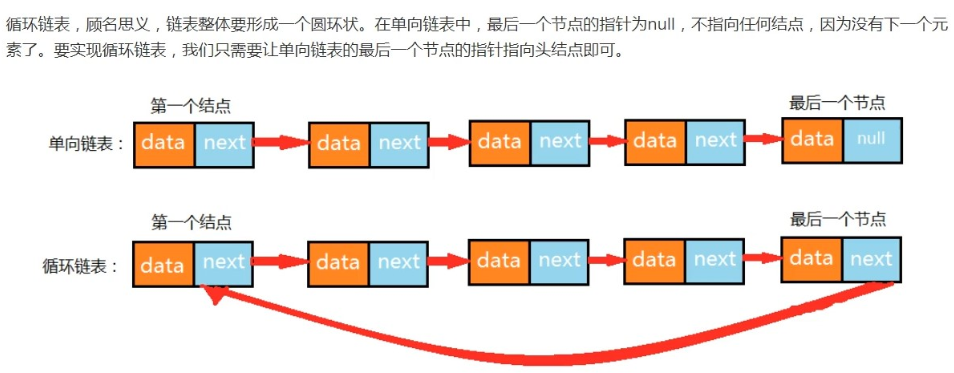 循环链表，顾名思义，链表整体要形成一个圆环状。在单向链表中，最后一个节点的指针为null，不指向任何结点，因为没有下一个元
素了。要实现循环链表，我们只需要让单向链表的最后一个节点的指针指向头结点即可。
第一个结点 最后一个节点
单向链表： data next data next data next data next data null
第一个结点 最后一个节点
循环链表： data next data next data next data next data next